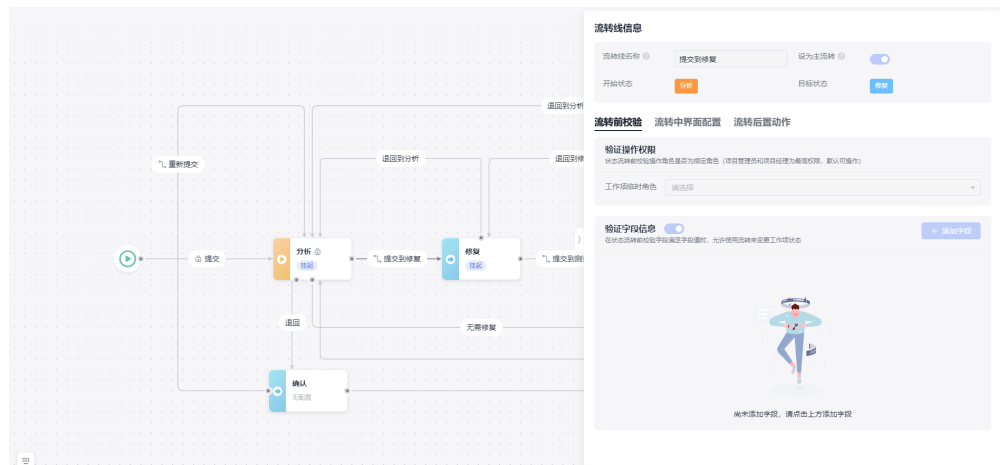 流转线信息
流转线名称
提交到修复
设为主流转
开始状态
分析
目标状态
修复
流转前校验
流转中界面配置
流转后置动作
验证操作权限
状态流转前校验操作角色是否为指定角色（项目管理员和项目经理为最高权限，默认可操作）
工作项临时角色
请选择
验证字段信息
+ 添加字段
在状态流转前校验字段满足字段值时，允许使用流转来变更工作项状态
尚未添加字段，请点击上方添加字段
退回到分析
重新提交
退回到分析
退回到修
提交
分析
挂起
提交到修复
修复
挂起
提交到测
退回
无需修复
确认
无配置